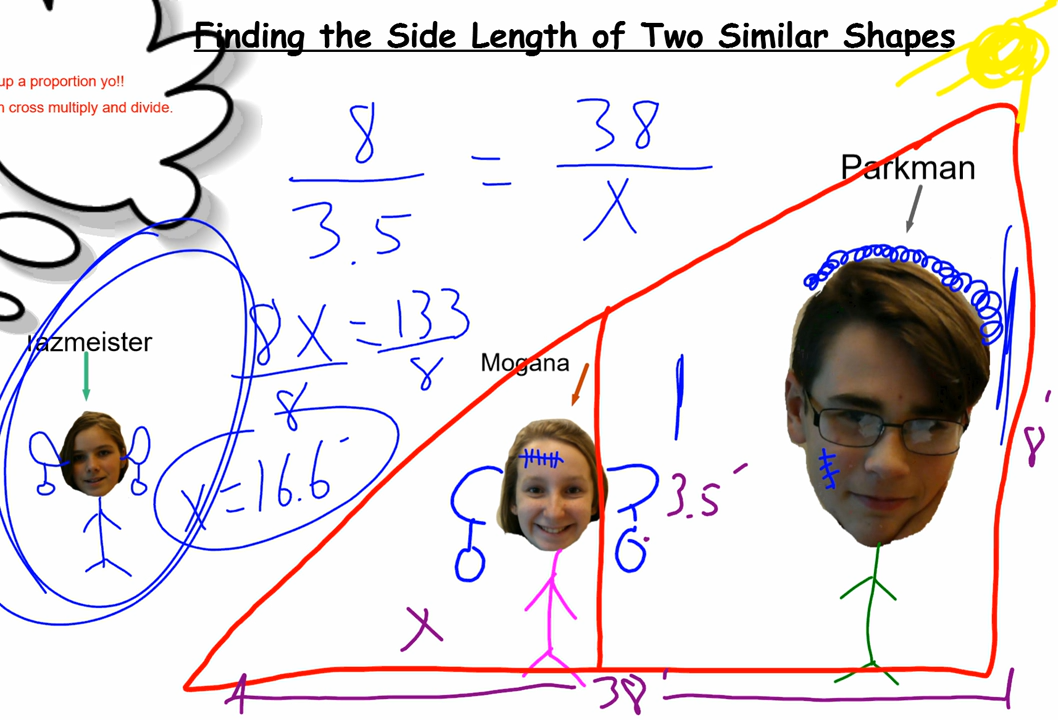 Finding the Side Length of Two Similar Shapes
up a proportion yo!!
cross multiply and divide.
8/3.5 = 38/X
8X/8 = 133/8
x = 16.6'
Parkman
Mogana
8'
3.5'
X
38'